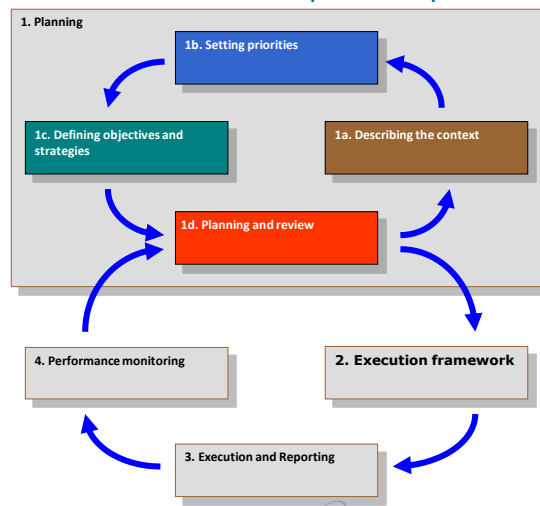 1. Planning
1b. Setting priorities
1c. Defining objectives and
strategies
1a. Describing the context
1d. Planning and review
4. Performance monitoring
2. Execution framework
3. Execution and Reporting